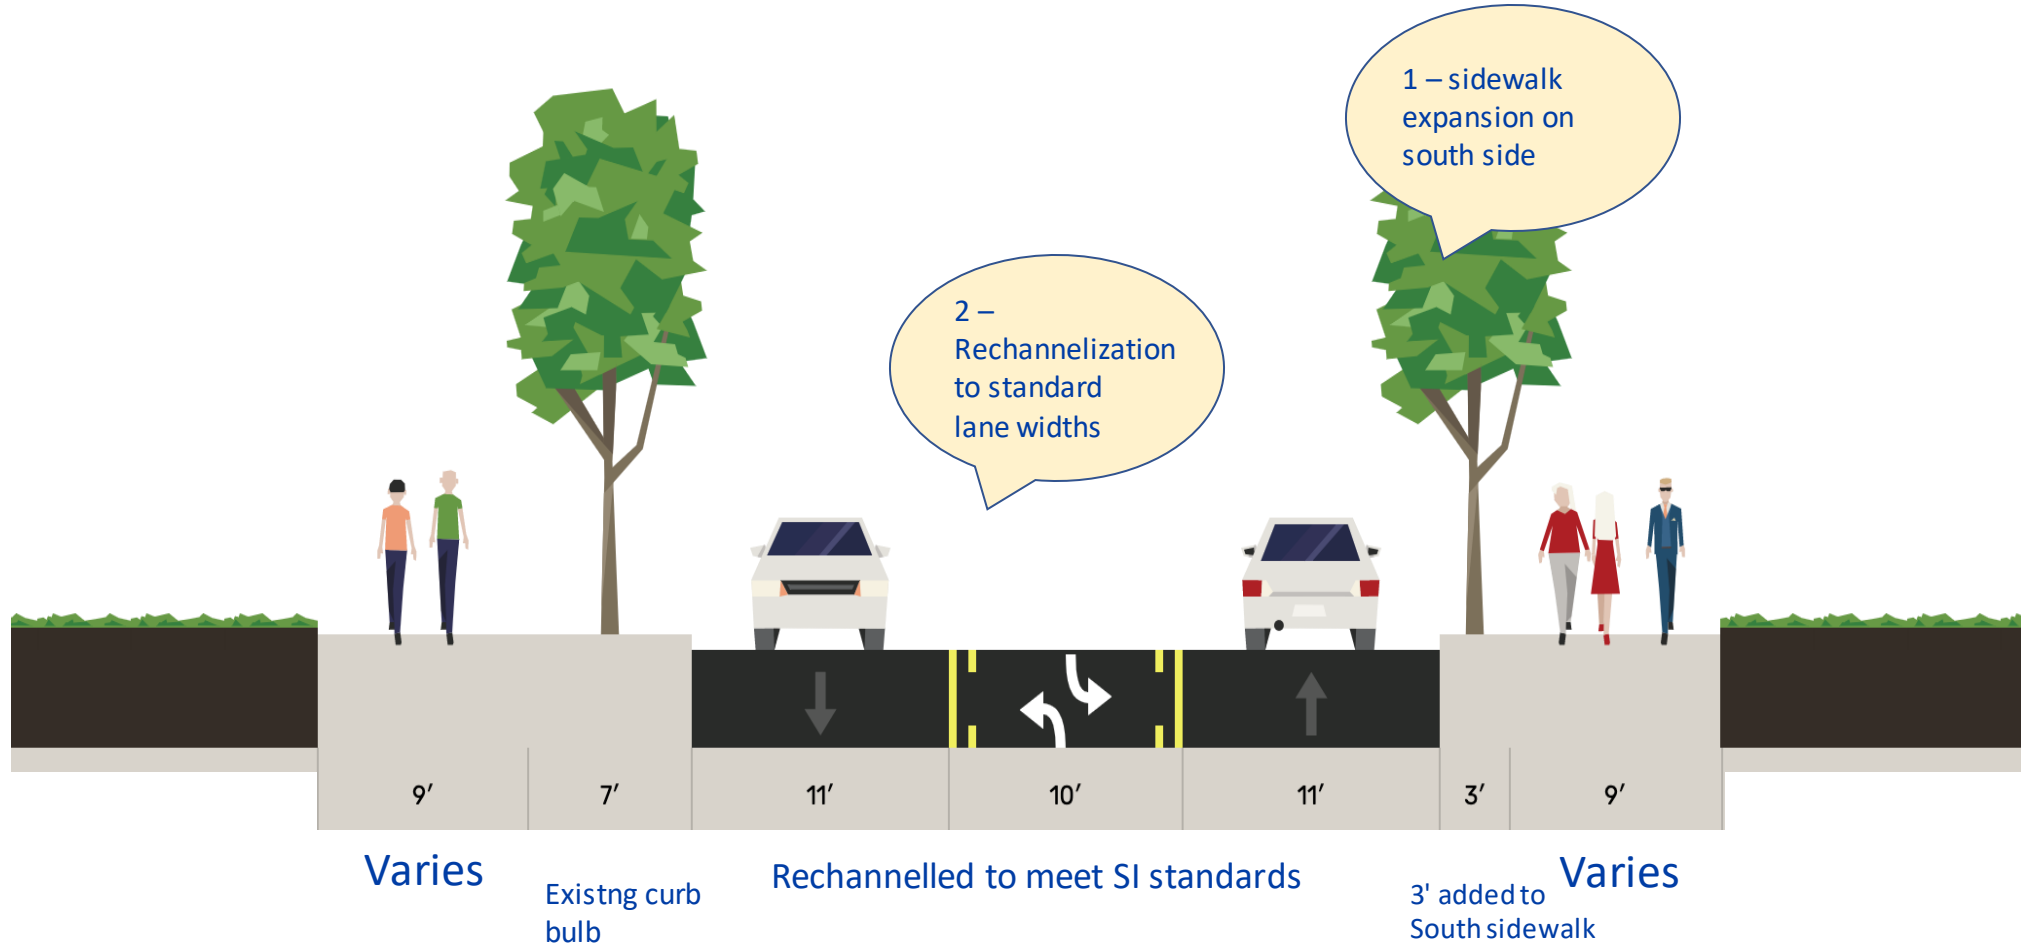 1 – sidewalk
expansion on
south side
2 –
Rechannelization
to standard
lane widths
9′
7′
11′
10′
11′
3′
9′
Varies
Existng curb
bulb
Rechannelled to meet SI standards
3' added to
South sidewalk
Varies